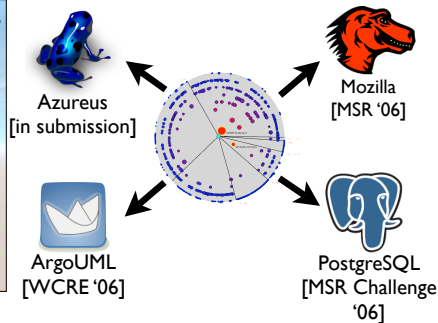 Azureus
[in submission]
Mozilla
[MSR ‘06]
ArgoUML
[WCRE ‘06]
PostgreSQL
[MSR Challenge
‘06]